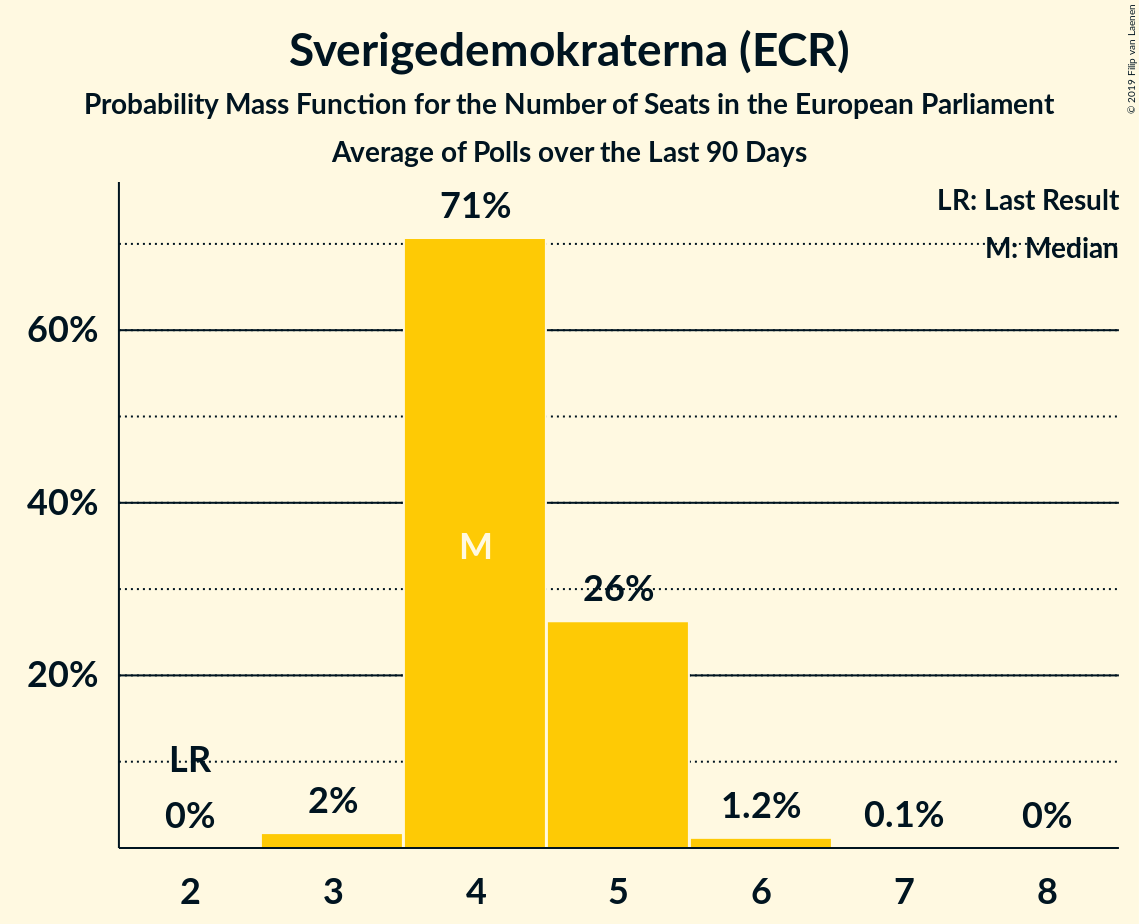 Sverigedemokraterna (ECR)
Probability Mass Function for the Number of Seats in the European Parliament
Average of Polls over the Last 90 Days
© 2019 Filip van Laenen
LR: Last Result
M: Median
71%
60%
40%
M
26%
20%
LR
0%
2%
1.2%
0.1%
0%
2 3 4 5 6 7 8